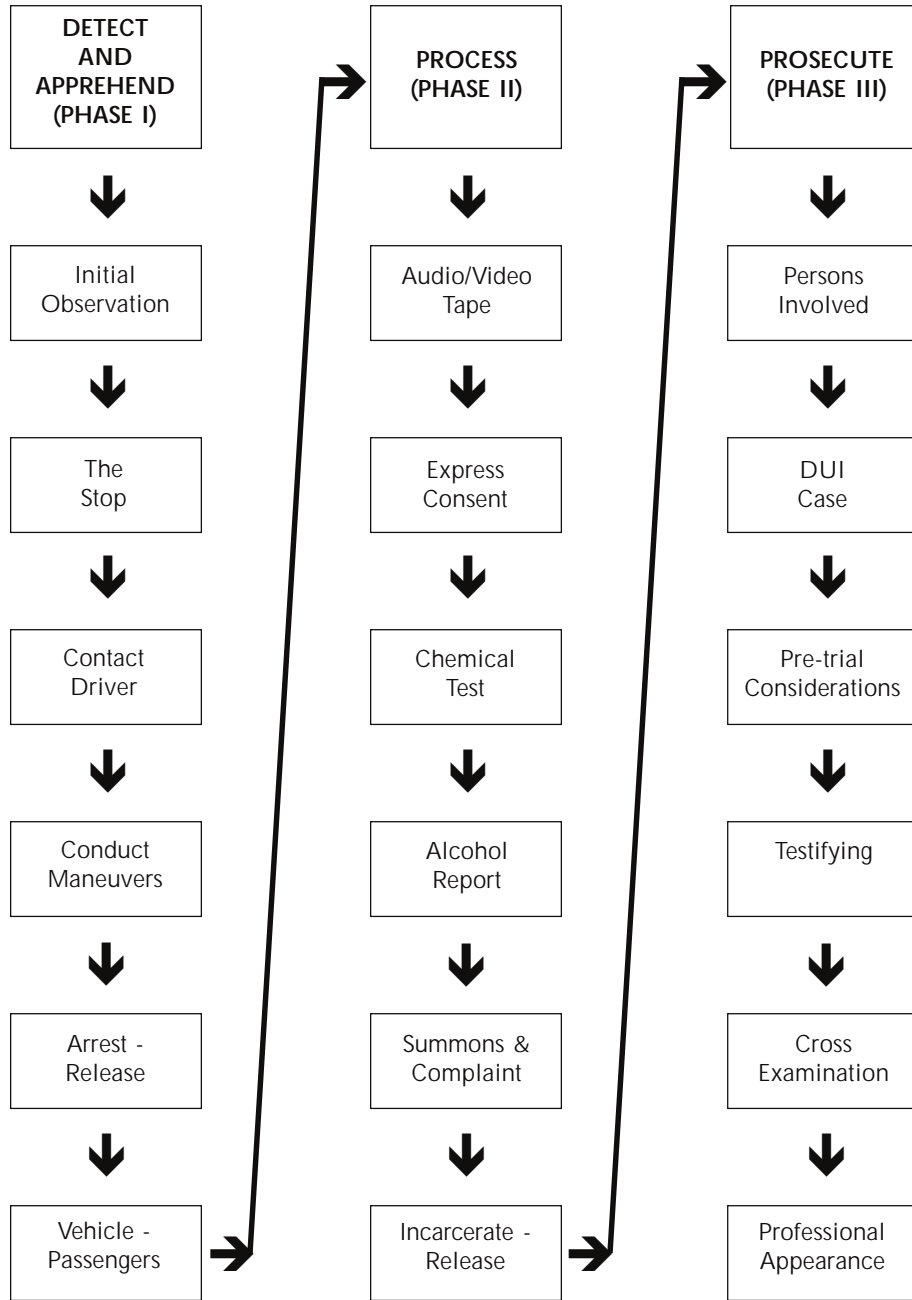 DETECT
AND
APPREHEND
(PHASE I)
Initial
Observation
The
Stop
Contact
Driver
Conduct
Maneuvers
Arrest -
Release
Vehicle -
Passengers
PROCESS
(PHASE II)
Audio/Video
Tape
Express
Consent
Chemical
Test
Alcohol
Report
Summons &
Complaint
Incarcerate -
Release
PROSECUTE
(PHASE III)
Persons
Involved
DUI
Case
Pre-trial
Considerations
Testifying
Cross
Examination
Professional
Appearance